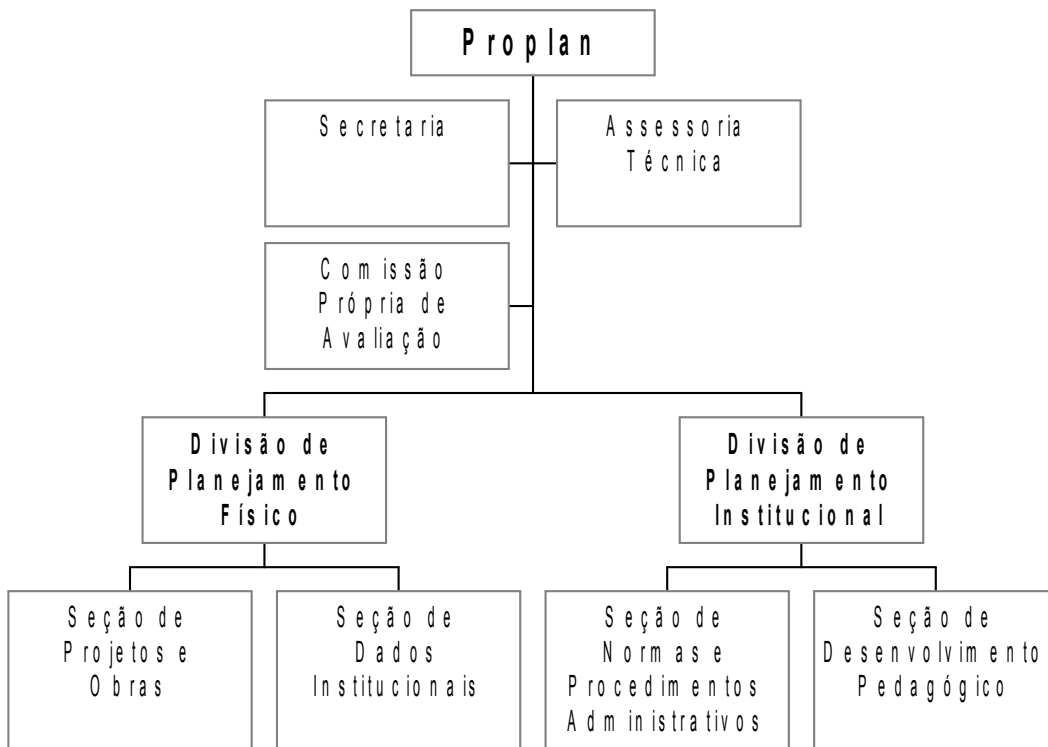 Proplan
Secretaria
Assessoria
Técnica
Comissão
Própria de
Avaliação
Divisão de
Planejamento
Físico
Divisão de
Planejamento
Institucional
Seção de
Projetos e
Obras
Seção de
Dados
Institucionais
Seção de
Normas e
Procedimentos
Administrativos
Seção de
Desenvolvimento
Pedagógico